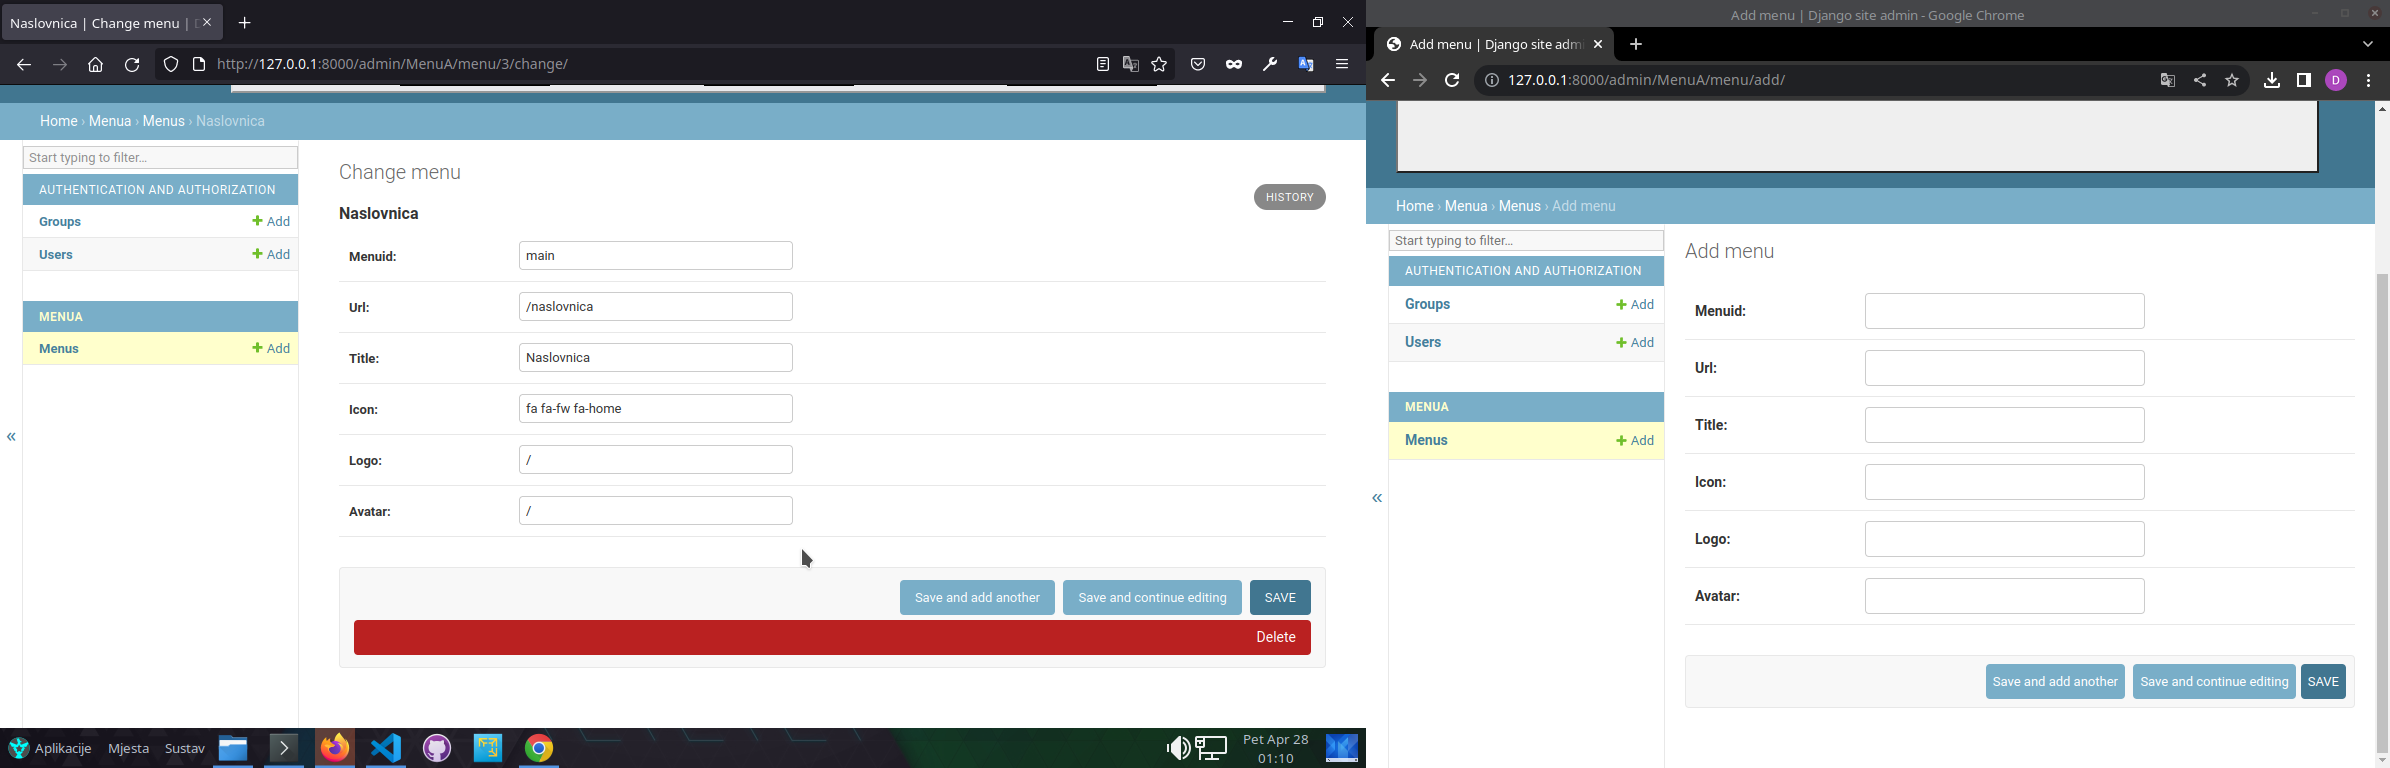 Naslovnica | Change menu |
http://127.0.0.1:8000/admin/MenuA/menu/3/change/
Home › Menua › Menus › Naslovnica
Start typing to filter...
AUTHENTICATION AND AUTHORIZATION
Groups + Add
Users + Add
MENUA
Menus + Add
«
Change menu
HISTORY
Naslovnica
Menuid: main
Url: /naslovnica
Title: Naslovnica
Icon: fa fa-fw fa-home
Logo: /
Avatar: /
Save and add another
Save and continue editing
SAVE
Delete
Aplikacije Mjesta Sustav
Pet Apr 28
01:10
Add menu | Django site admin - Google Chrome
Add menu | Django site adm
127.0.0.1:8000/admin/MenuA/menu/add/
D
Home › Menua › Menus › Add menu
Start typing to filter...
AUTHENTICATION AND AUTHORIZATION
Groups + Add
Users + Add
MENUA
Menus + Add
«
Add menu
Menuid:
Url:
Title:
Icon:
Logo:
Avatar:
Save and add another
Save and continue editing
SAVE